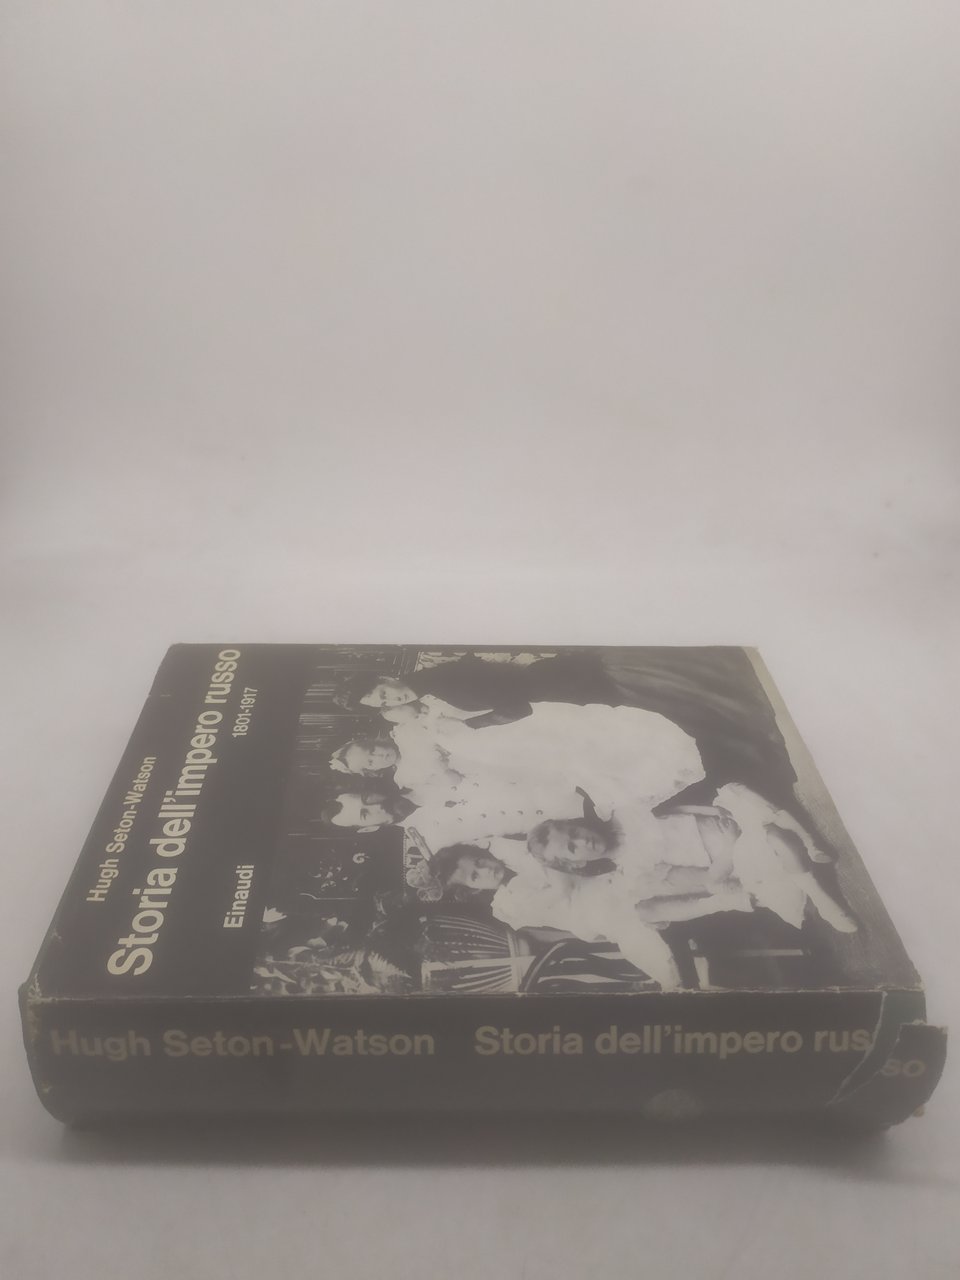 Hugh Seton-Watson
Storia dell'impero russo
1801-1917
Einaudi
Hugh Seton-Watson Storia dell'impero russo